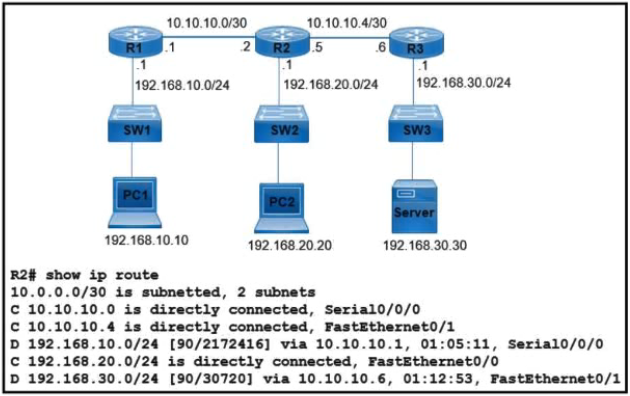 10.10.10.0/30 10.10.10.4/30
R1 .1 .2 R2 .5 .6 R3
.1 .1 .1
192.168.10.0/24 192.168.20.0/24 192.168.30.0/24
SW1 SW2 SW3
PC1 PC2 Server
192.168.10.10 192.168.20.20 192.168.30.30
R2# show ip route
10.0.0.0/30 is subnetted, 2 subnets
C 10.10.10.0 is directly connected, Serial0/0/0
C 10.10.10.4 is directly connected, FastEthernet0/1
D 192.168.10.0/24 [90/2172416] via 10.10.10.1, 01:05:11, Serial0/0/0
C 192.168.20.0/24 is directly connected, FastEthernet0/0
D 192.168.30.0/24 [90/30720] via 10.10.10.6, 01:12:53, FastEthernet0/1